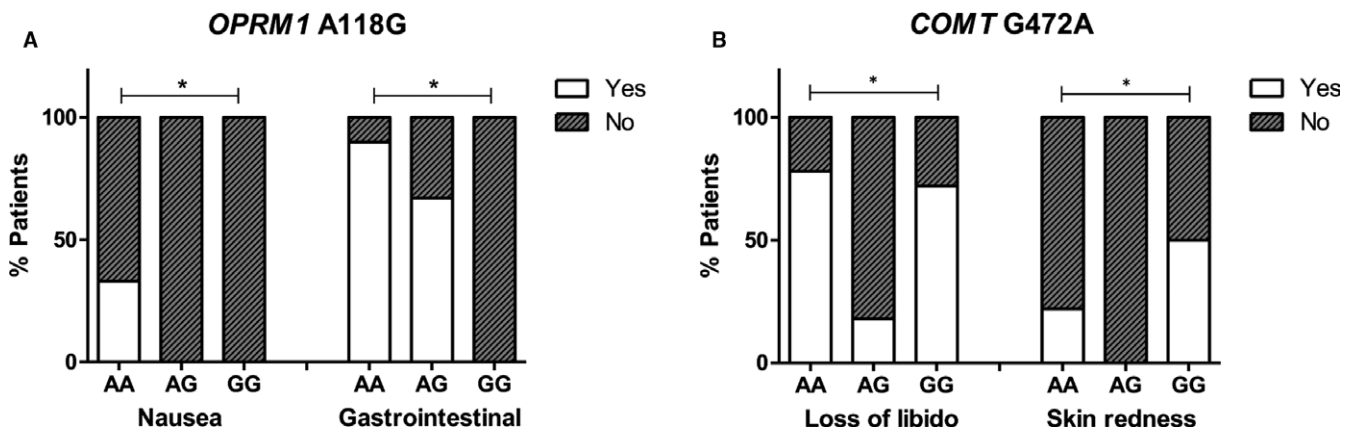 A
OPRM1 A118G
* *
Yes
No
100
50
0
% Patients
AA AG GG AA AG GG
Nausea Gastrointestinal
B
COMT G472A
* *
Yes
No
100
50
0
% Patients
AA AG GG AA AG GG
Loss of libido Skin redness